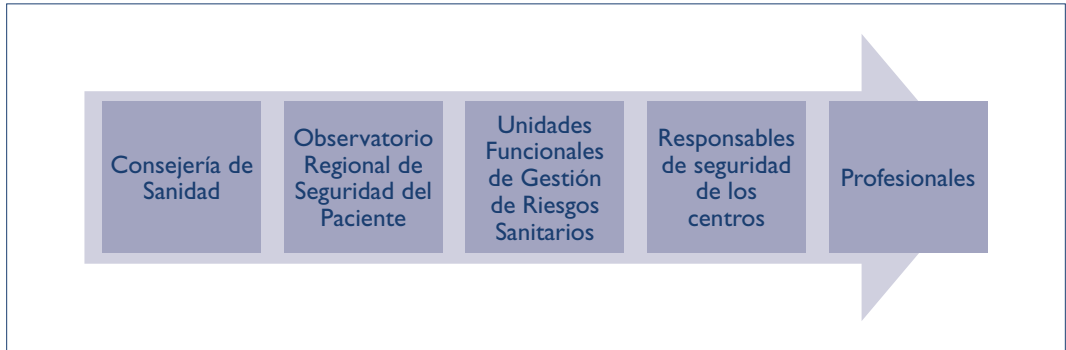 Consejería de
Sanidad
Observatorio
Regional de
Seguridad del
Paciente
Unidades
Funcionales
de Gestión
de Riesgos
Sanitarios
Responsables
de seguridad
de los
centros
Profesionales